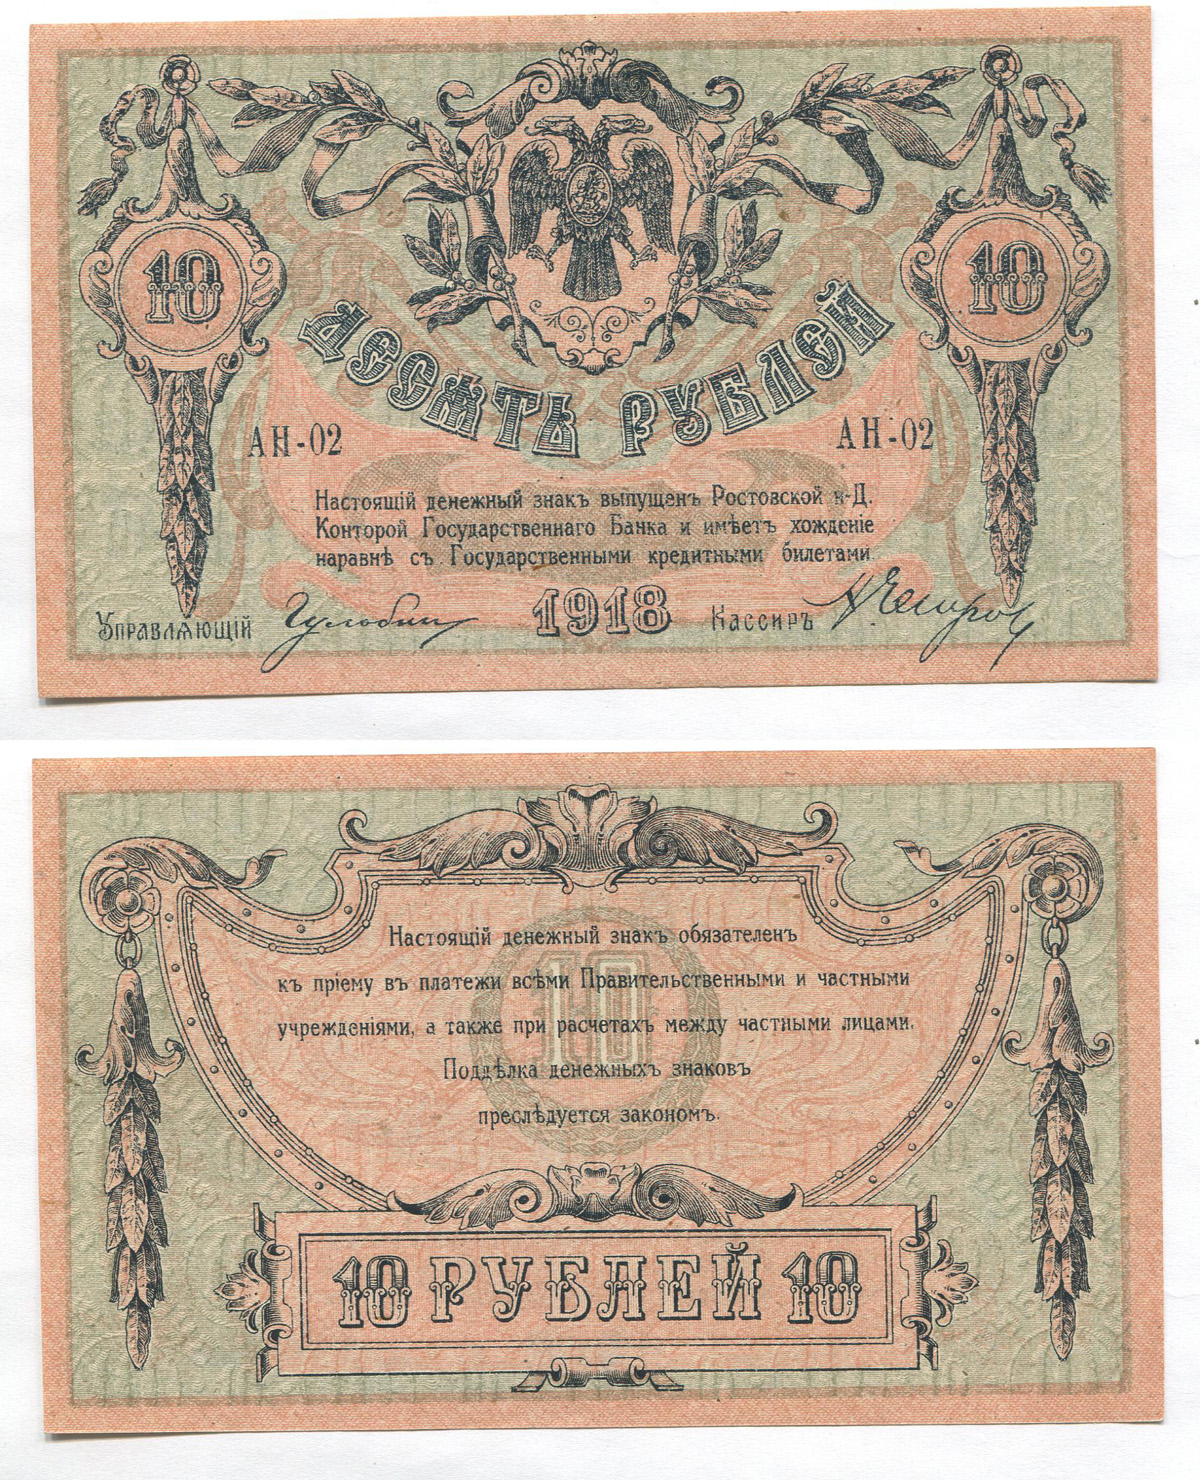 10
10
ДЕСЯТЬ РУБЛЕЙ
АН-02
АН-02
Настоящій денежный знакъ выпущенъ Ростовской н-Д.
Конторой Государственнаго Банка и имѣетъ хожденіе
наравнѣ съ Государственными кредитными билетами.
Управляющій
1918
Кассиръ
Настоящій денежный знакъ обязателенъ
къ пріему въ платежи всѣми Правительственными и частными
учрежденіями, а также при расчетахъ между частными лицами.
10
Поддѣлка денежныхъ знаковъ
преслѣдуется закономъ.
10 РУБЛЕЙ 10